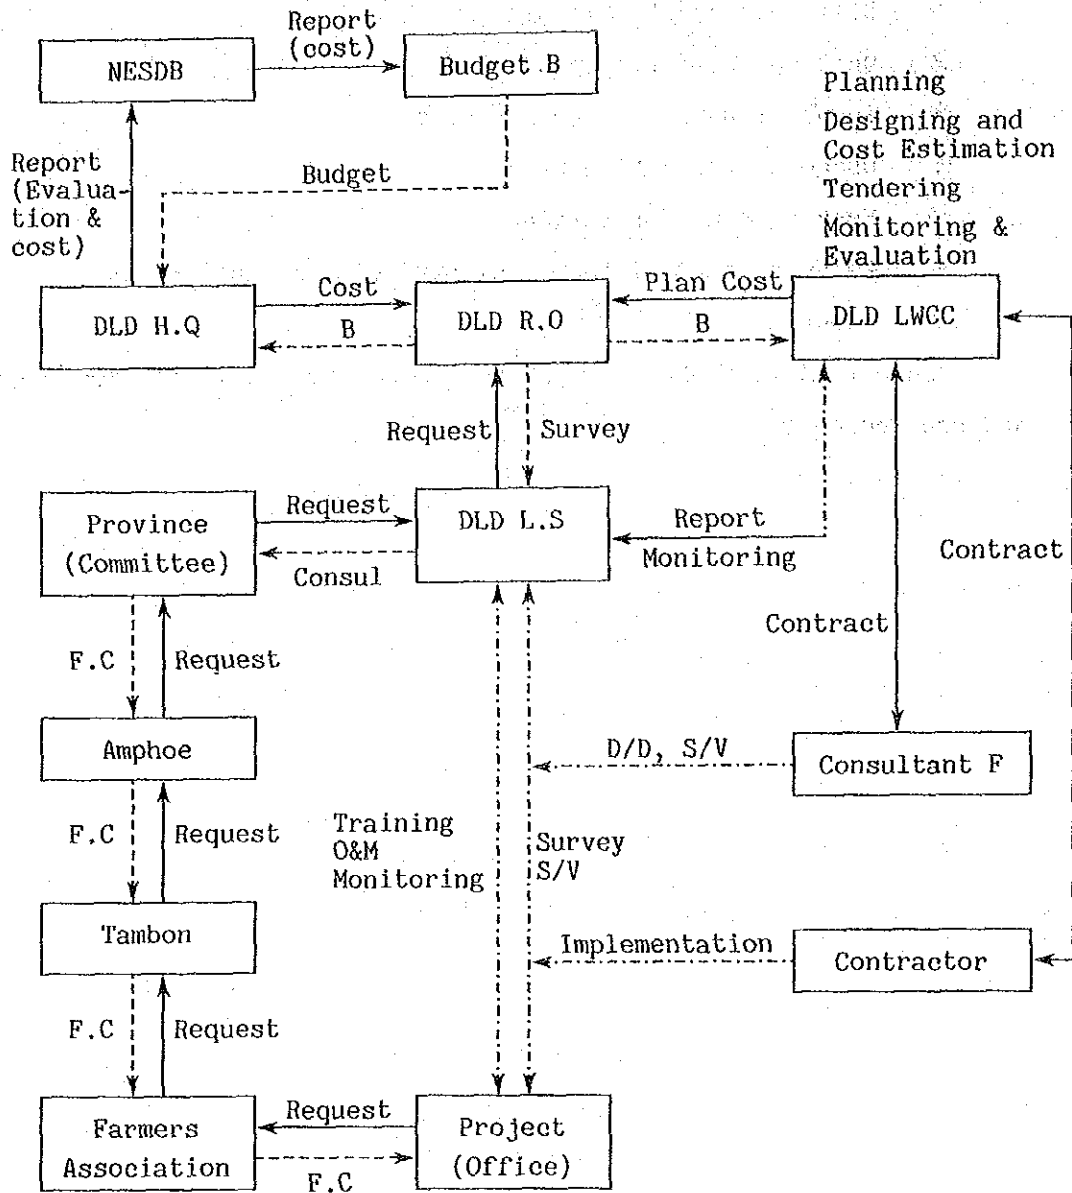 Report
(cost)
NESDB
Budget B
Planning
Designing and
Cost Estimation
Tendering
Monitoring &
Evaluation
Report
(Evalua-
tion &
cost)
Budget
DLD H.Q
Cost
B
DLD R.O
Plan Cost
B
DLD LWCC
Request
Survey
Province
(Committee)
Request
Consul
DLD L.S
Report
Monitoring
Contract
Contract
F.C
Request
Amphoe
D/D, S/V
Consultant F
F.C
Request
Training
O&M
Monitoring
Survey
S/V
Tambon
Implementation
Contractor
F.C
Request
Farmers
Association
Request
F.C
Project
(Office)